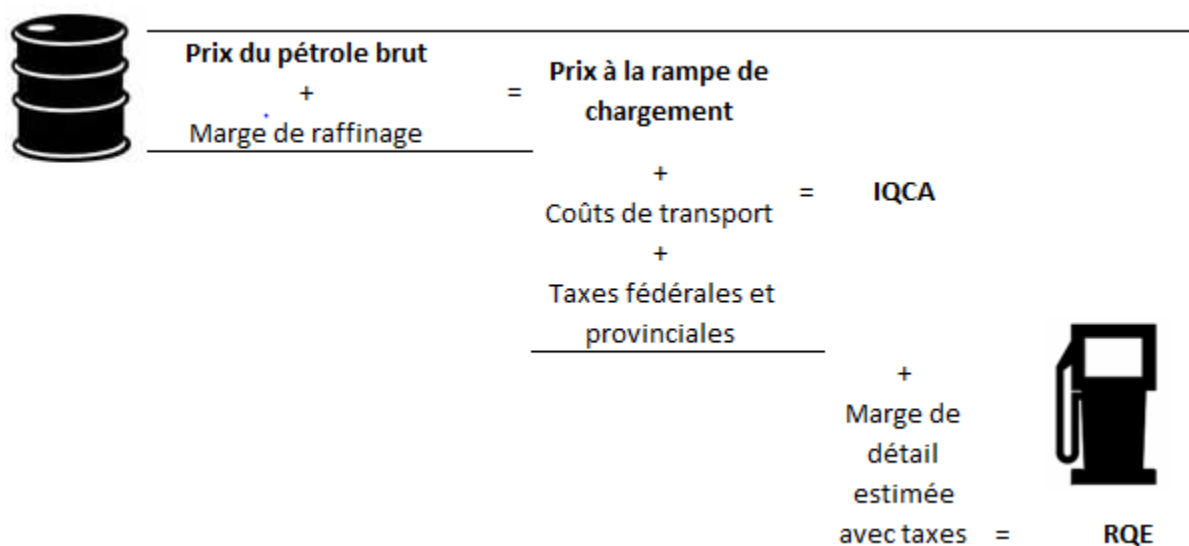 Prix du pétrole brut
+
Marge de raffinage
=
Prix à la rampe de
chargement
+
Coûts de transport
+
Taxes fédérales et
provinciales
=
IQCA
+
Marge de
détail
estimée
avec taxes
=
RQE